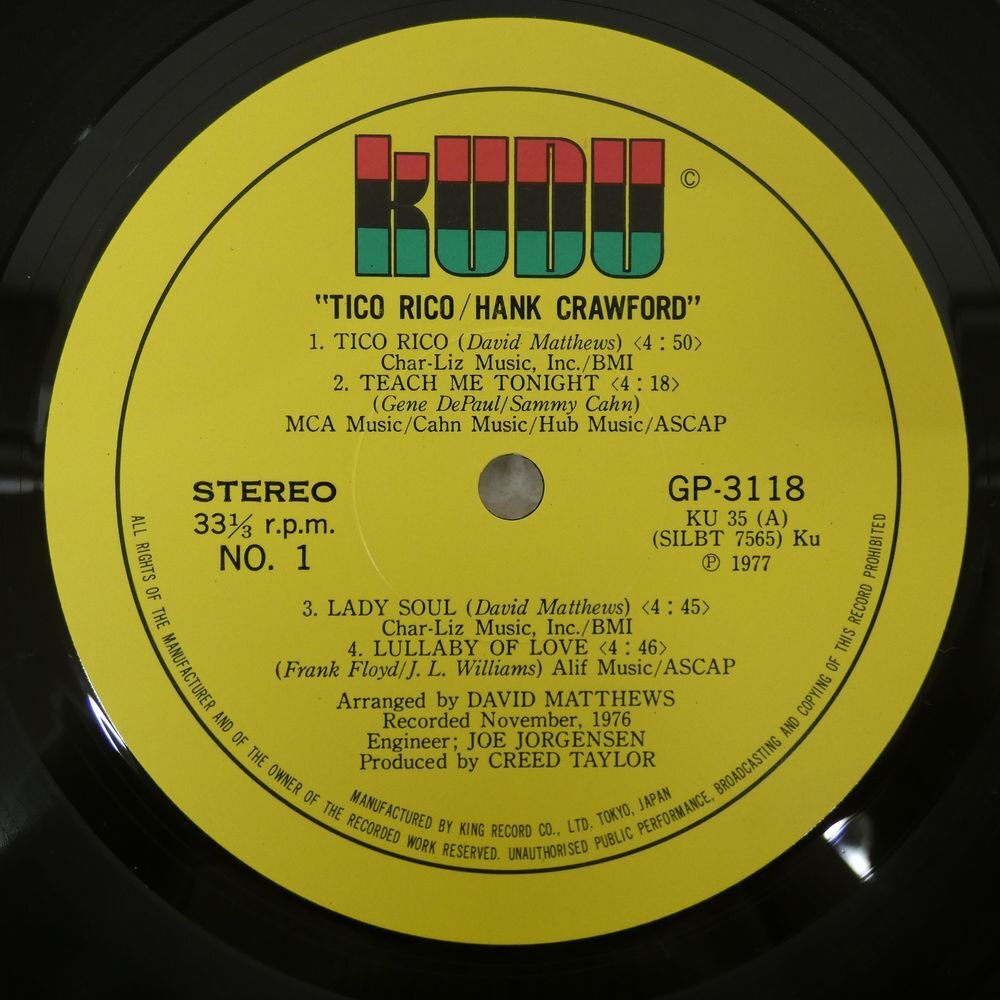 KUDU ©
"TICO RICO/HANK CRAWFORD"
1. TICO RICO (David Matthews) <4:50>
Char-Liz Music, Inc./BMI
2. TEACH ME TONIGHT <4:18>
(Gene DePaul/Sammy Cahn)
MCA Music/Cahn Music/Hub Music/ASCAP
STEREO
33⅓ r.p.m.
NO. 1
GP-3118
KU 35 (A)
(SILBT 7565) Ku
℗ 1977
3. LADY SOUL (David Matthews) <4:45>
Char-Liz Music, Inc./BMI
4. LULLABY OF LOVE <4:46>
(Frank Floyd/J. L. Williams) Alif Music/ASCAP
Arranged by DAVID MATTHEWS
Recorded November, 1976
Engineer; JOE JORGENSEN
Produced by CREED TAYLOR
MANUFACTURED BY KING RECORD CO., LTD. TOKYO, JAPAN
ALL RIGHTS OF THE MANUFACTURER AND OF THE OWNER OF THE RECORDED WORK RESERVED. UNAUTHORISED PUBLIC PERFORMANCE, BROADCASTING AND COPYING OF THIS RECORD PROHIBITED